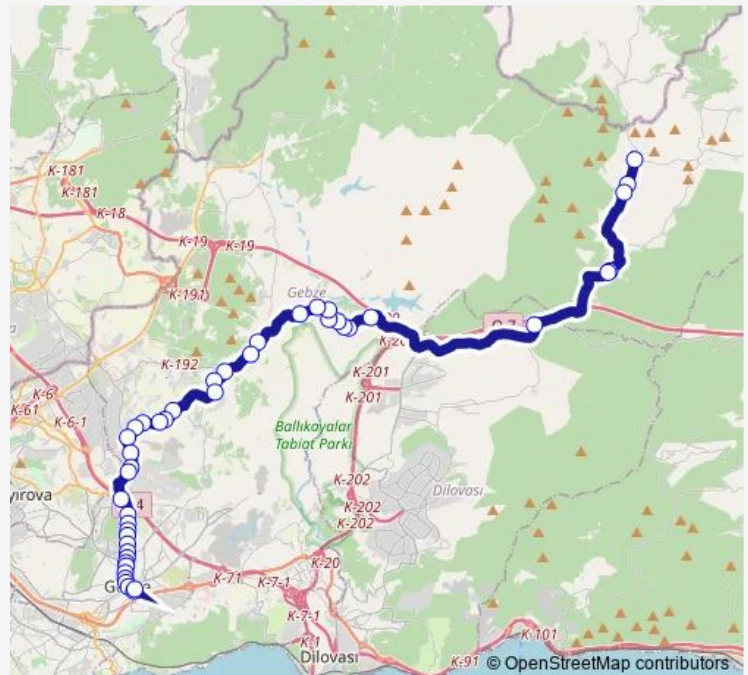 K-181
K-181
K-18
K-19
K-19
K-191
Gebze
K-192
K-201
K-201
K-6
K-61
K-6-1
Ballıkayalar
Tabiat Parkı
K-202
K-202
K-202
Dilovası
K-20
K-71
K-7-1
K-7-1
K-1
Dilovası
K-101
K-91
© OpenStreetMap contributors